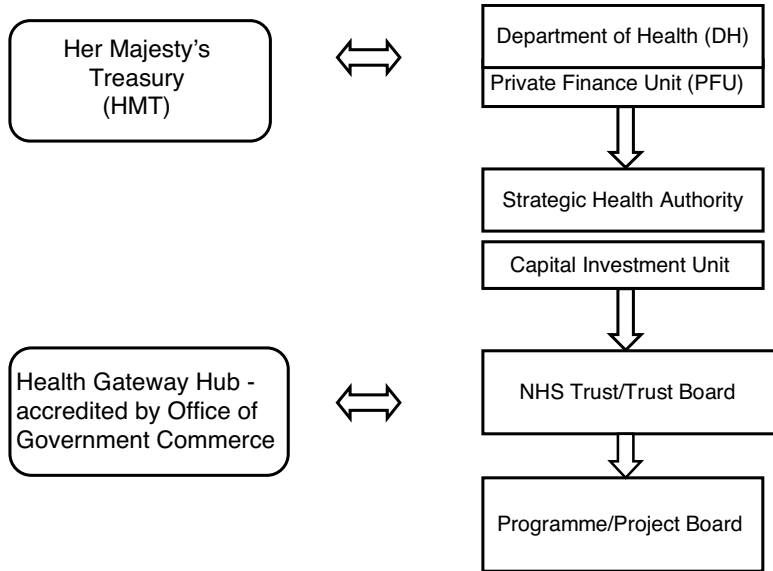 Her Majesty’s
Treasury
(HMT)
Department of Health (DH)
Private Finance Unit (PFU)
Strategic Health Authority
Capital Investment Unit
Health Gateway Hub -
accredited by Office of
Government Commerce
NHS Trust/Trust Board
Programme/Project Board